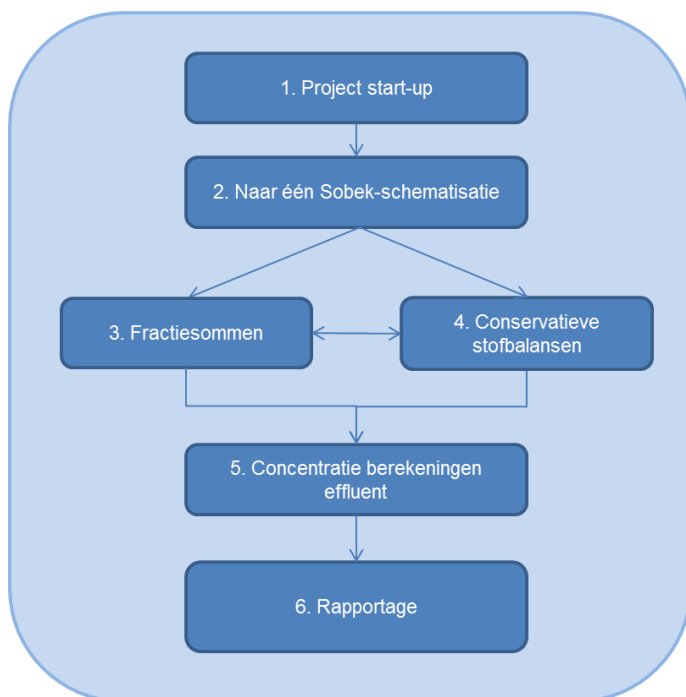 1. Project start-up
2. Naar één Sobek-schematisatie
3. Fractiesommen
4. Conservatieve
stofbalansen
5. Concentratie berekeningen
effluent
6. Rapportage